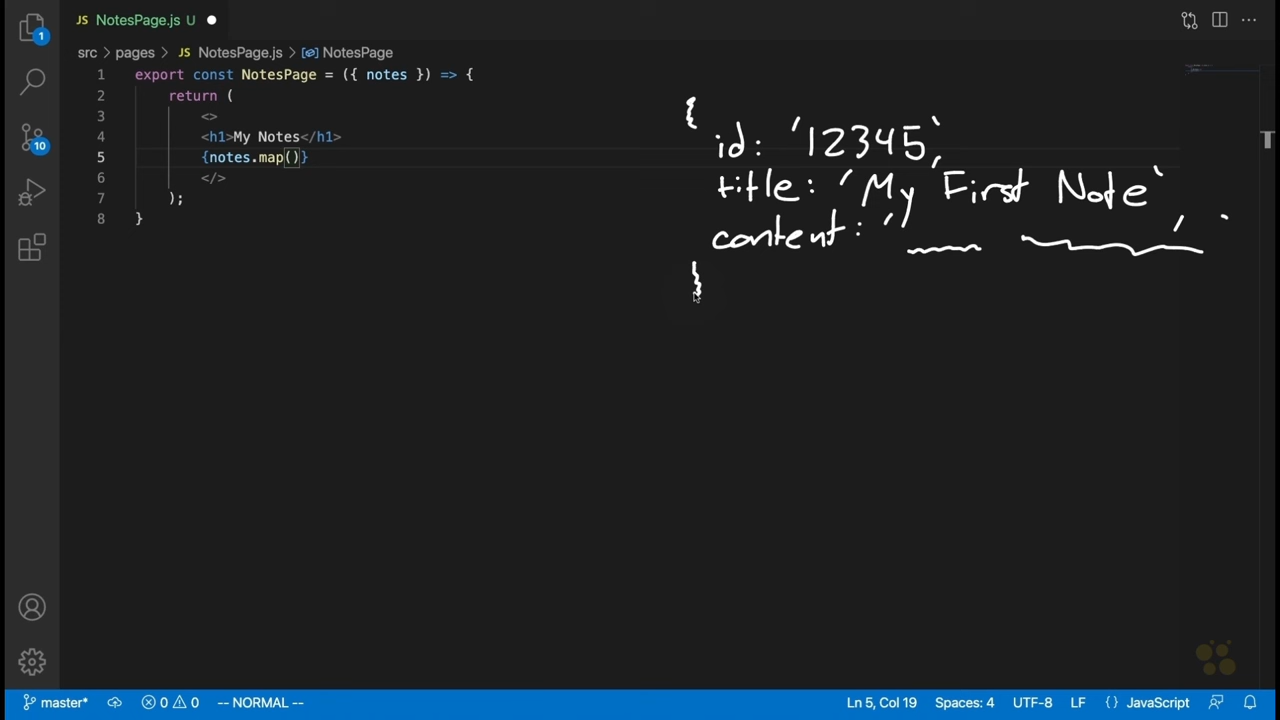 JS NotesPage.js U
src > pages > JS NotesPage.js > NotesPage
1 export const NotesPage = ({ notes }) => {
2 return (
3 <>
4 <h1>My Notes</h1>
5 {notes.map()}
6 </>
7 );
8 }
{
id: '12345',
title: 'My First Note'
content: ' '
}
1
10
master* 0 0 -- NORMAL -- Ln 5, Col 19 Spaces: 4 UTF-8 LF {} JavaScript